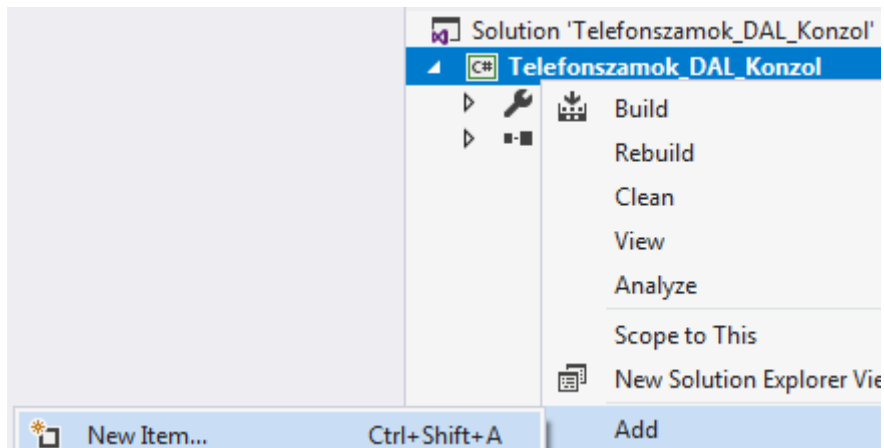 Solution 'Telefonszamok_DAL_Konzol'
C# Telefonszamok_DAL_Konzol
Build
Rebuild
Clean
View
Analyze
Scope to This
New Solution Explorer Vie
New Item... Ctrl+Shift+A Add